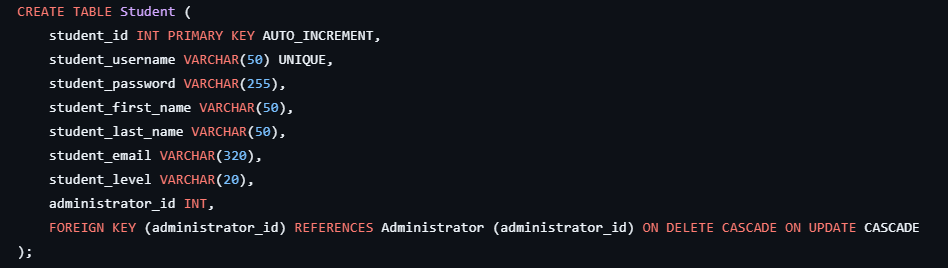 CREATE TABLE Student (
    student_id INT PRIMARY KEY AUTO_INCREMENT,
    student_username VARCHAR(50) UNIQUE,
    student_password VARCHAR(255),
    student_first_name VARCHAR(50),
    student_last_name VARCHAR(50),
    student_email VARCHAR(320),
    student_level VARCHAR(20),
    administrator_id INT,
    FOREIGN KEY (administrator_id) REFERENCES Administrator (administrator_id) ON DELETE CASCADE ON UPDATE CASCADE
);